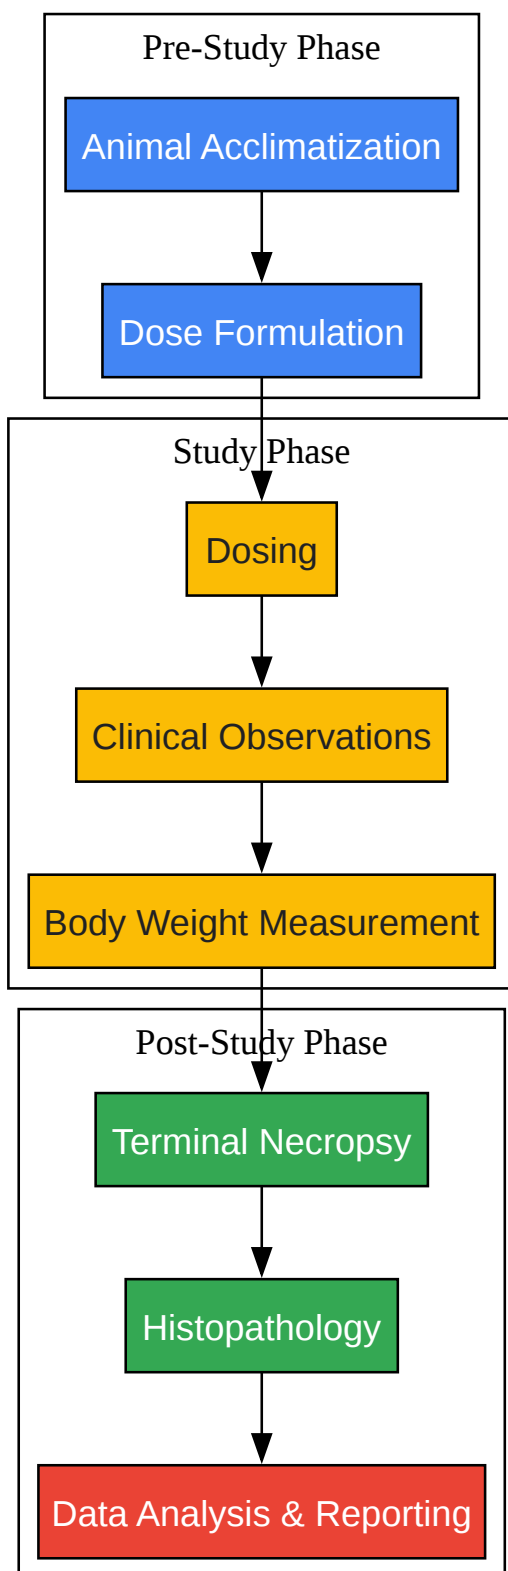 Pre-Study Phase
Animal Acclimatization
Dose Formulation
Study Phase
Dosing
Clinical Observations
Body Weight Measurement
Post-Study Phase
Terminal Necropsy
Histopathology
Data Analysis & Reporting